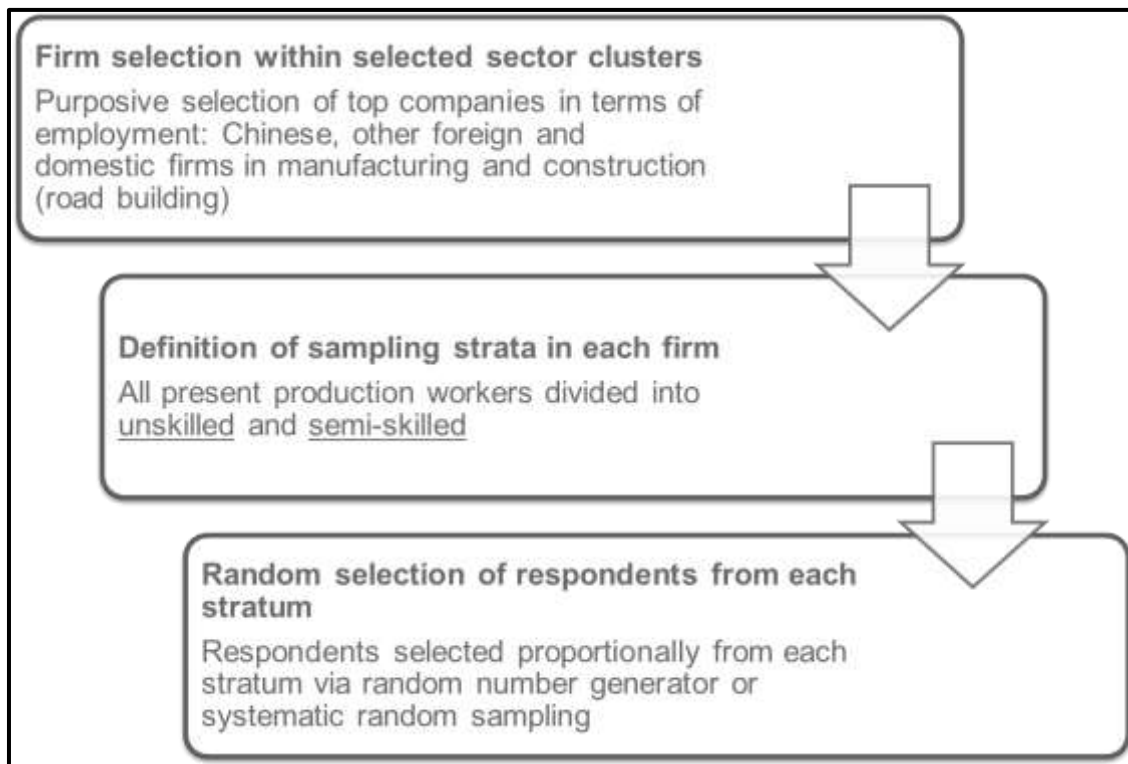 Firm selection within selected sector clusters
Purposive selection of top companies in terms of
employment: Chinese, other foreign and
domestic firms in manufacturing and construction
(road building)
Definition of sampling strata in each firm
All present production workers divided into
unskilled and semi-skilled
Random selection of respondents from each
stratum
Respondents selected proportionally from each
stratum via random number generator or
systematic random sampling